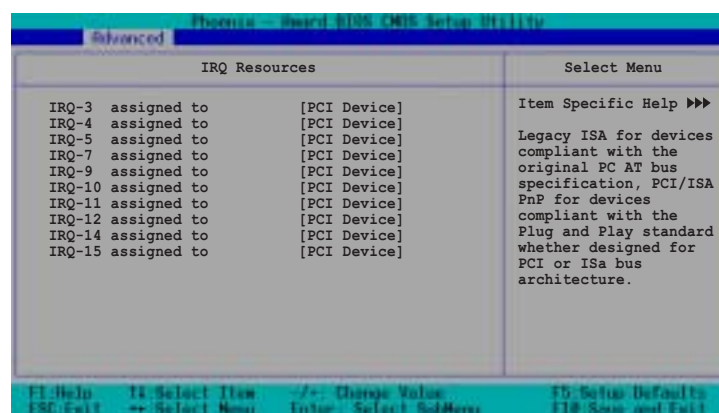 Phoenix - Award BIOS CMOS Setup Utility
Advanced
IRQ Resources
Select Menu
IRQ-3 assigned to [PCI Device]
IRQ-4 assigned to [PCI Device]
IRQ-5 assigned to [PCI Device]
IRQ-7 assigned to [PCI Device]
IRQ-9 assigned to [PCI Device]
IRQ-10 assigned to [PCI Device]
IRQ-11 assigned to [PCI Device]
IRQ-12 assigned to [PCI Device]
IRQ-14 assigned to [PCI Device]
IRQ-15 assigned to [PCI Device]
Item Specific Help ▶▶▶
Legacy ISA for devices
compliant with the
original PC AT bus
specification, PCI/ISA
PnP for devices
compliant with the
Plug and Play standard
whether designed for
PCI or ISa bus
architecture.
F1:Help ↑↓:Select Item -/+: Change Value F5:Setup Defaults
ESC:Exit ↔:Select Menu Enter: Select SubMenu F10:Save and Exit